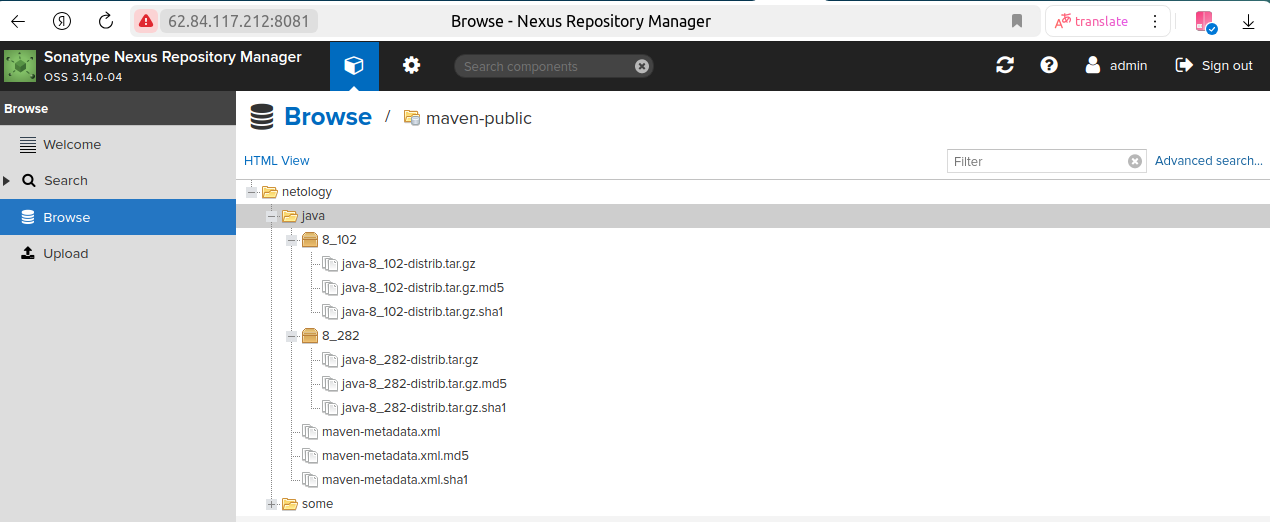 Я 62.84.117.212:8081 Browse - Nexus Repository Manager translate
Sonatype Nexus Repository Manager
OSS 3.14.0-04
Search components
admin
Sign out
Browse
Welcome
Search
Browse
Upload
Browse / maven-public
HTML View
Filter
Advanced search...
netology
java
8_102
java-8_102-distrib.tar.gz
java-8_102-distrib.tar.gz.md5
java-8_102-distrib.tar.gz.sha1
8_282
java-8_282-distrib.tar.gz
java-8_282-distrib.tar.gz.md5
java-8_282-distrib.tar.gz.sha1
maven-metadata.xml
maven-metadata.xml.md5
maven-metadata.xml.sha1
some